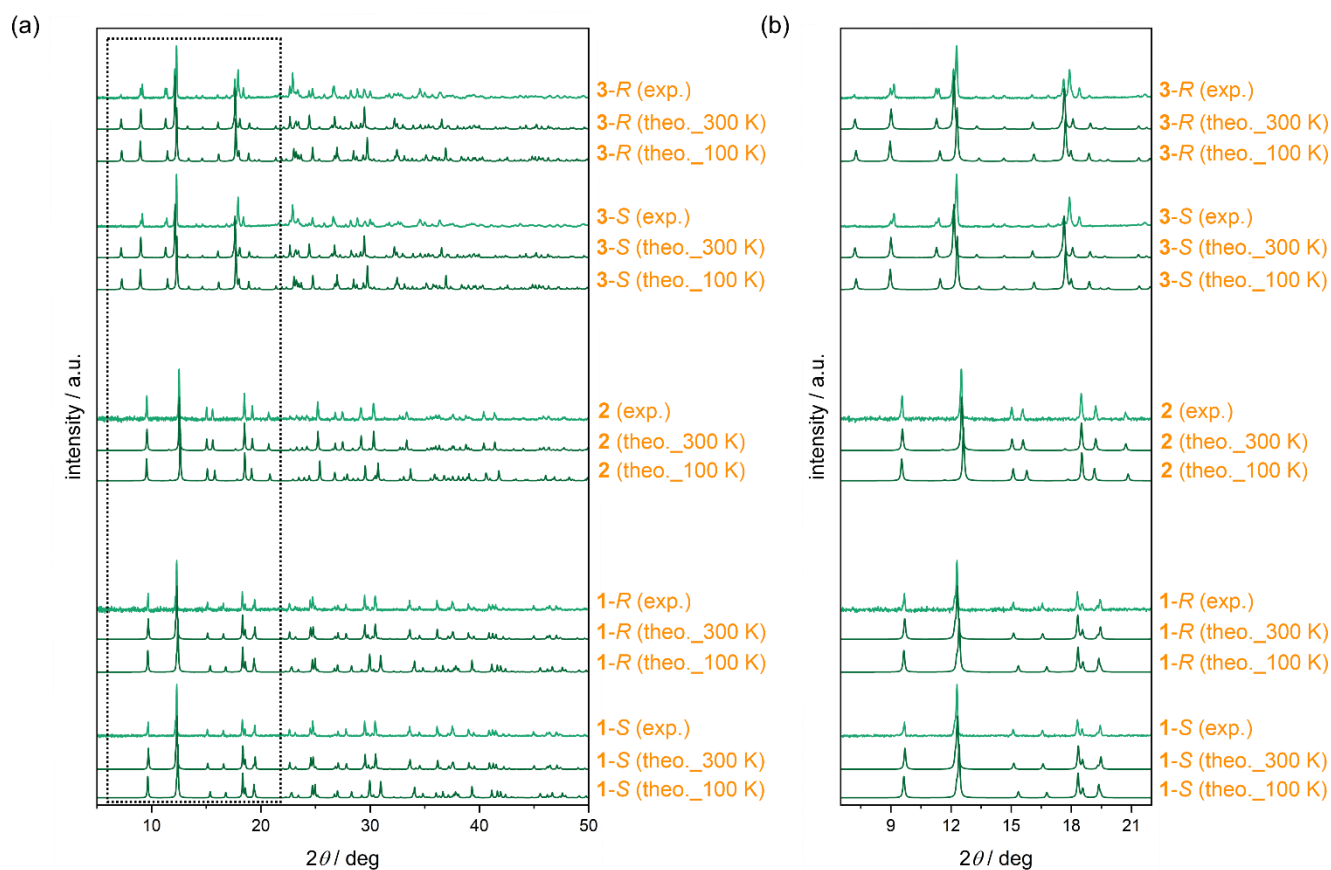 (a)
intensity / a.u.
3-R (exp.)
3-R (theo._300 K)
3-R (theo._100 K)
3-S (exp.)
3-S (theo._300 K)
3-S (theo._100 K)
2 (exp.)
2 (theo._300 K)
2 (theo._100 K)
1-R (exp.)
1-R (theo._300 K)
1-R (theo._100 K)
1-S (exp.)
1-S (theo._300 K)
1-S (theo._100 K)
10 20 30 40 50
2θ / deg
(b)
intensity / a.u.
3-R (exp.)
3-R (theo._300 K)
3-R (theo._100 K)
3-S (exp.)
3-S (theo._300 K)
3-S (theo._100 K)
2 (exp.)
2 (theo._300 K)
2 (theo._100 K)
1-R (exp.)
1-R (theo._300 K)
1-R (theo._100 K)
1-S (exp.)
1-S (theo._300 K)
1-S (theo._100 K)
9 12 15 18 21
2θ / deg